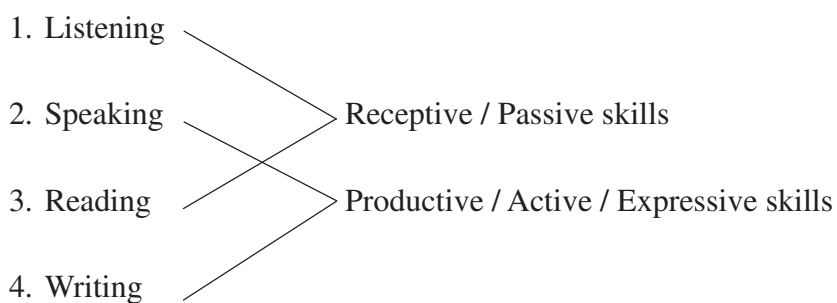 1. Listening
2. Speaking
Receptive / Passive skills
3. Reading
Productive / Active / Expressive skills
4. Writing